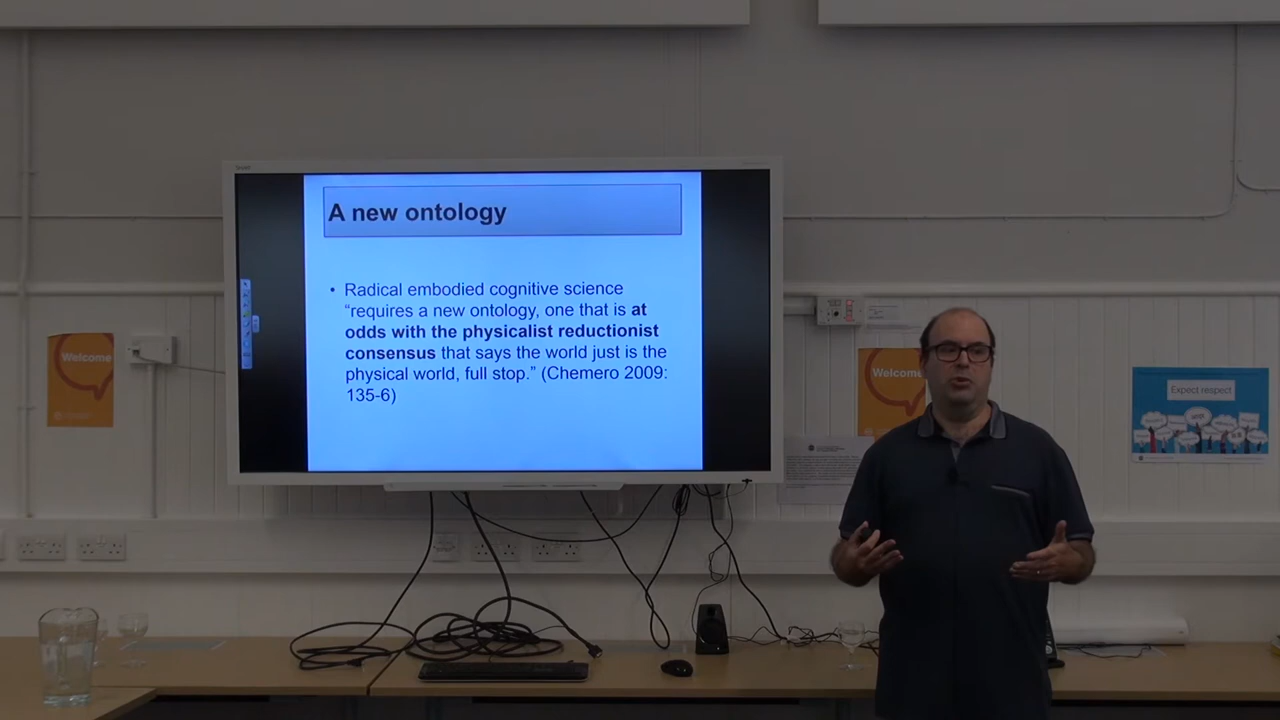 A new ontology
• Radical embodied cognitive science
“requires a new ontology, one that is at
odds with the physicalist reductionist
consensus that says the world just is the
physical world, full stop.” (Chemero 2009:
135-6)
Welcome
Welcome
Expect respect